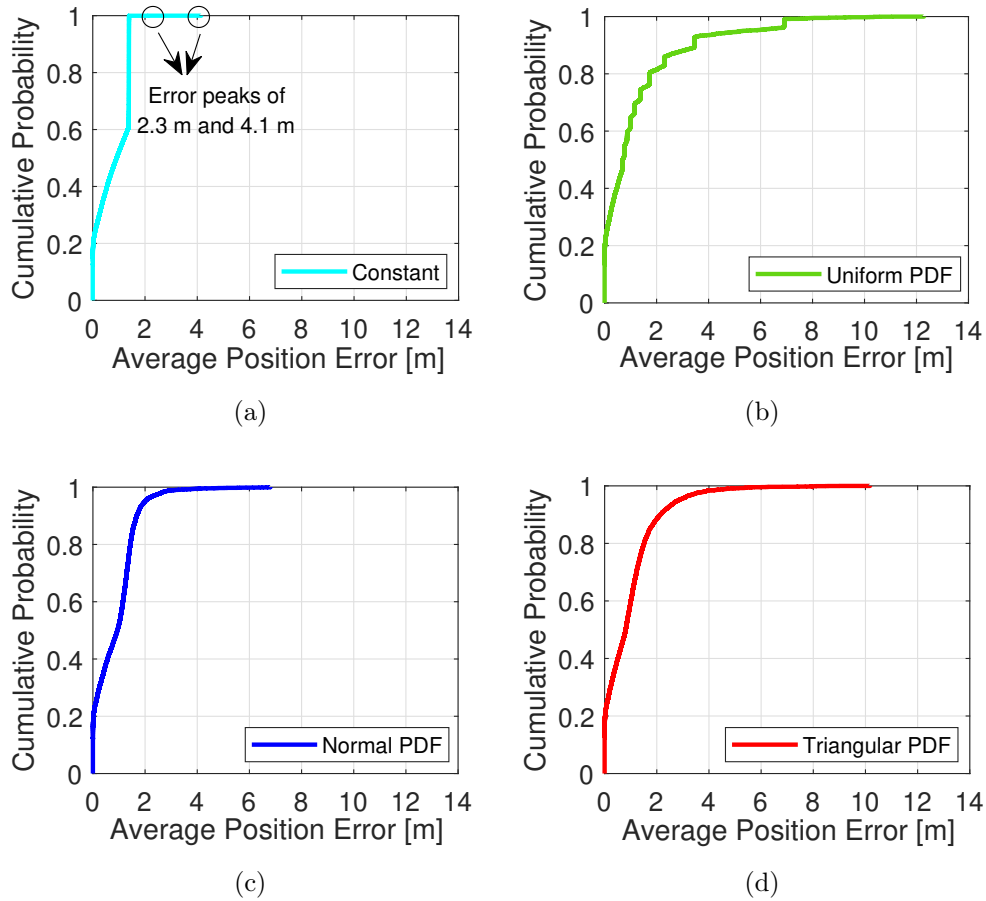 1
0.8
0.6
0.4
0.2
0
Cumulative Probability
Error peaks of
2.3 m and 4.1 m
Constant
0 2 4 6 8 10 12 14
Average Position Error [m]
(a)
1
0.8
0.6
0.4
0.2
0
Cumulative Probability
Uniform PDF
0 2 4 6 8 10 12 14
Average Position Error [m]
(b)
1
0.8
0.6
0.4
0.2
0
Cumulative Probability
Normal PDF
0 2 4 6 8 10 12 14
Average Position Error [m]
(c)
1
0.8
0.6
0.4
0.2
0
Cumulative Probability
Triangular PDF
0 2 4 6 8 10 12 14
Average Position Error [m]
(d)